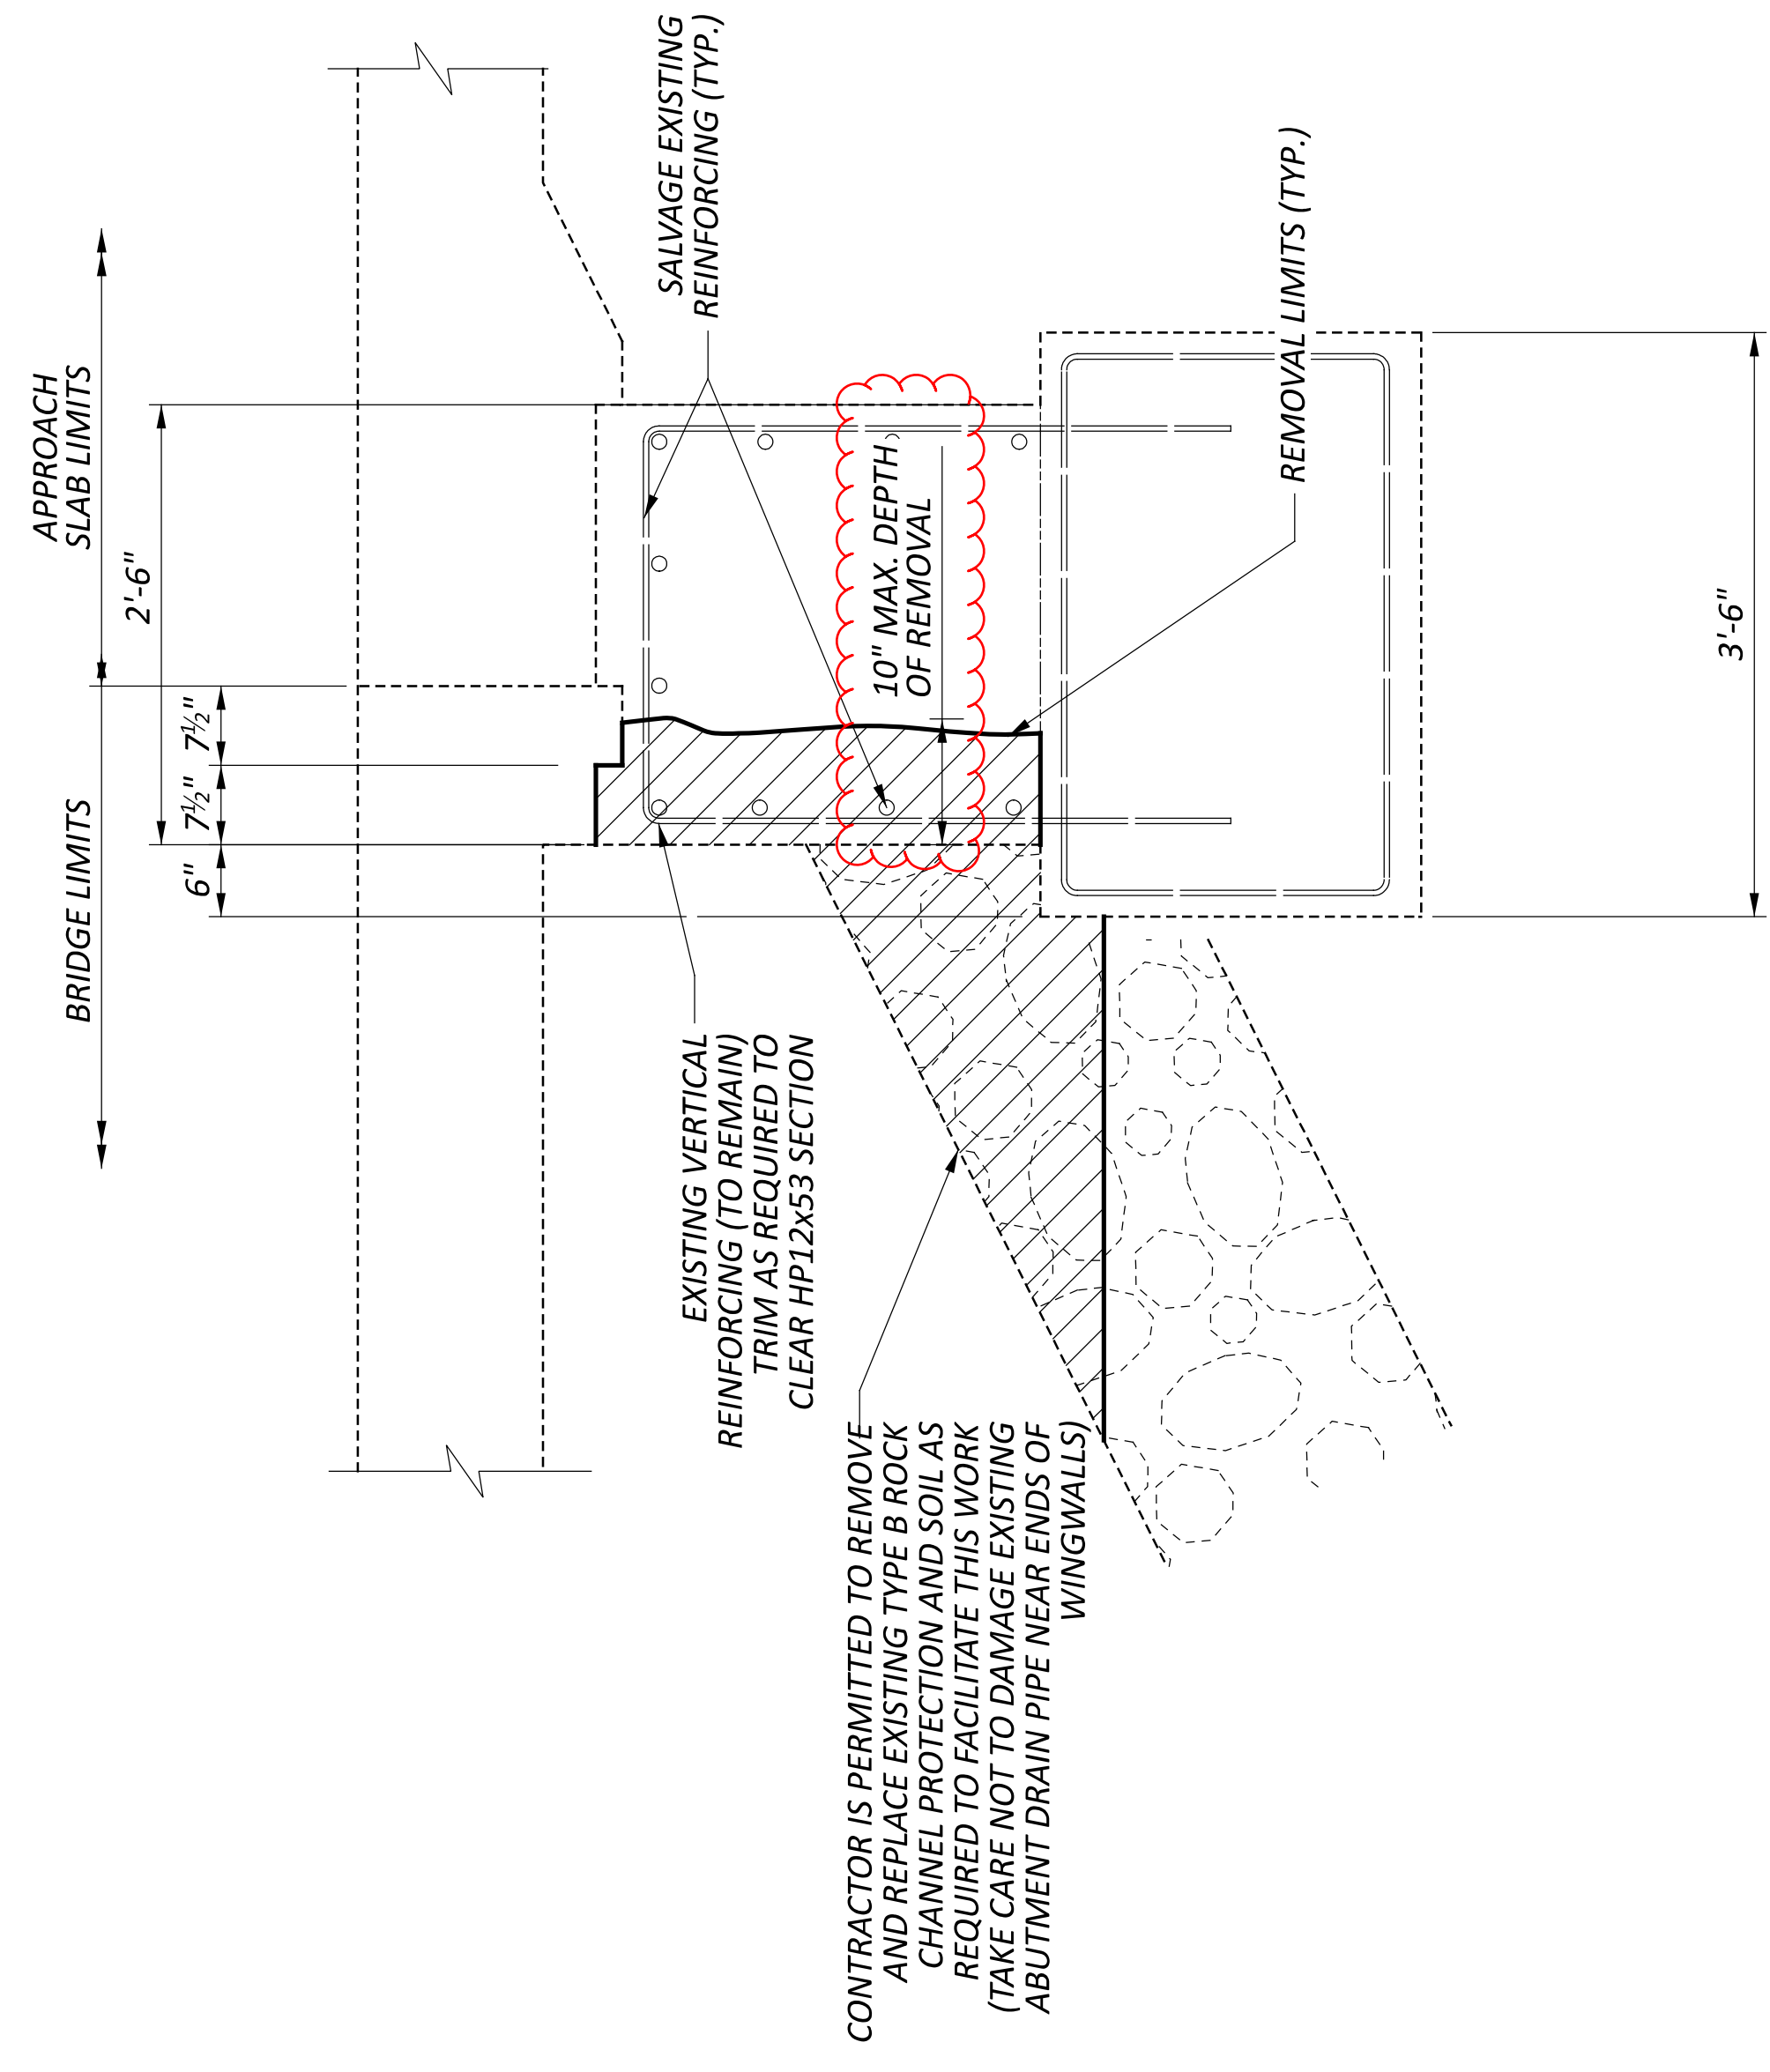 BRIDGE LIMITS
APPROACH
SLAB LIMITS
2'-6"
6"
7½"
7½"
SALVAGE EXISTING
REINFORCING (TYP.)
EXISTING VERTICAL
REINFORCING (TO REMAIN)
TRIM AS REQUIRED TO
CLEAR HP12x53 SECTION
10" MAX. DEPTH
OF REMOVAL
CONTRACTOR IS PERMITTED TO REMOVE
AND REPLACE EXISTING TYPE B ROCK
CHANNEL PROTECTION AND SOIL AS
REQUIRED TO FACILITATE THIS WORK
(TAKE CARE NOT TO DAMAGE EXISTING
ABUTMENT DRAIN PIPE NEAR ENDS OF
WINGWALLS)
REMOVAL LIMITS (TYP.)
3'-6"